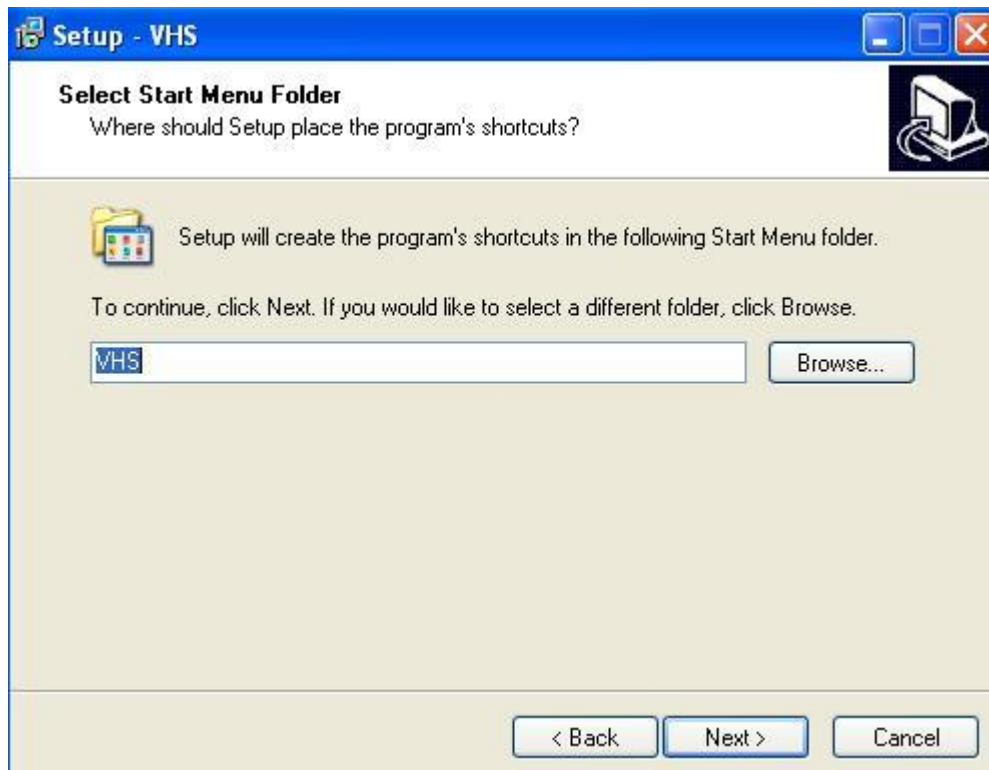 Setup - VHS
Select Start Menu Folder
Where should Setup place the program's shortcuts?
Setup will create the program's shortcuts in the following Start Menu folder.
To continue, click Next. If you would like to select a different folder, click Browse.
VHS
Browse...
< Back
Next >
Cancel